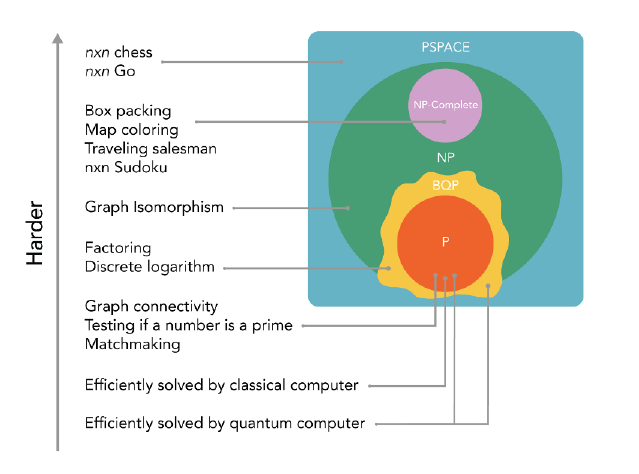 nxn chess
nxn Go
Box packing
Map coloring
Traveling salesman
nxn Sudoku
Graph Isomorphism
Factoring
Discrete logarithm
Graph connectivity
Testing if a number is a prime
Matchmaking
Efficiently solved by classical computer
Efficiently solved by quantum computer
Harder
PSPACE
NP-Complete
NP
BQP
P